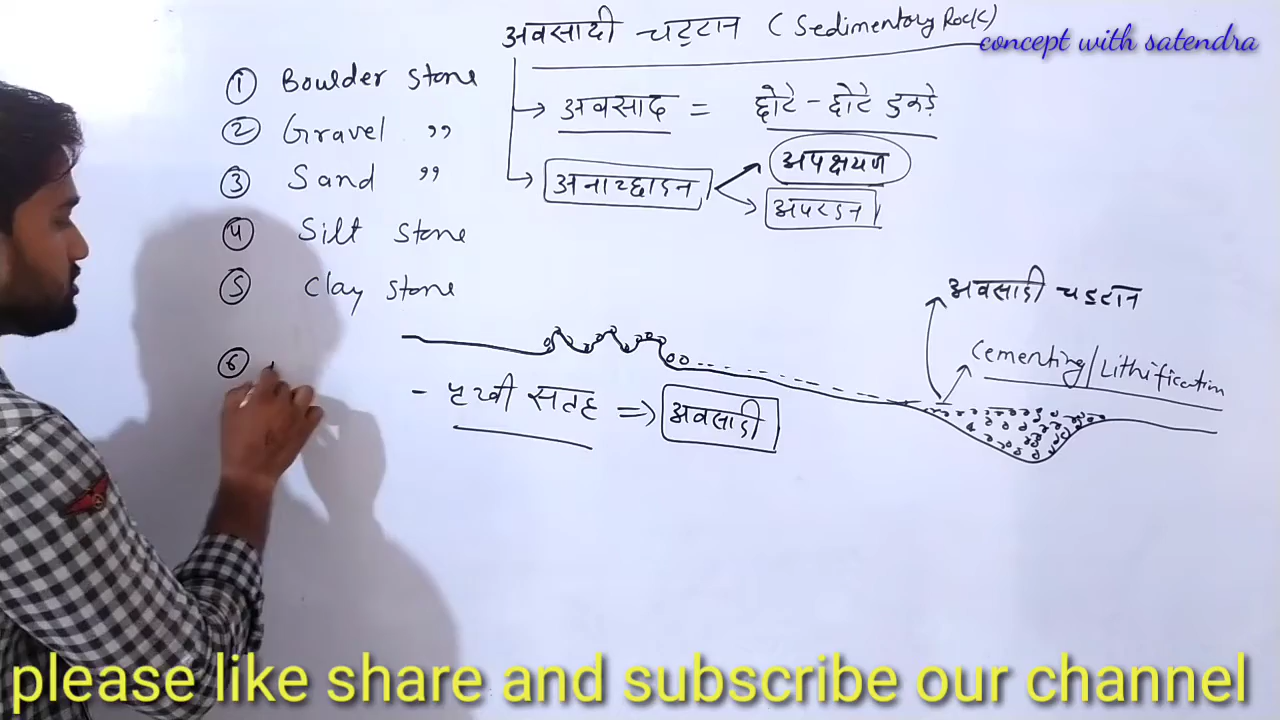 अवसादी चट्टान (Sedimentory Rock)
concept with satendra
① Boulder Stone
② Gravel ,,
③ Sand ,,
④ Silt Stone
⑤ Clay Stone
⑥
अवसाद = छोटे-छोटे टुकड़े
अनाच्छादन
अपक्षयण
अपरदन
अवसादी चट्टान
Cementing/Lithification
- पृथ्वी सतह ⇒ अवसादी
please like share and subscribe our channel